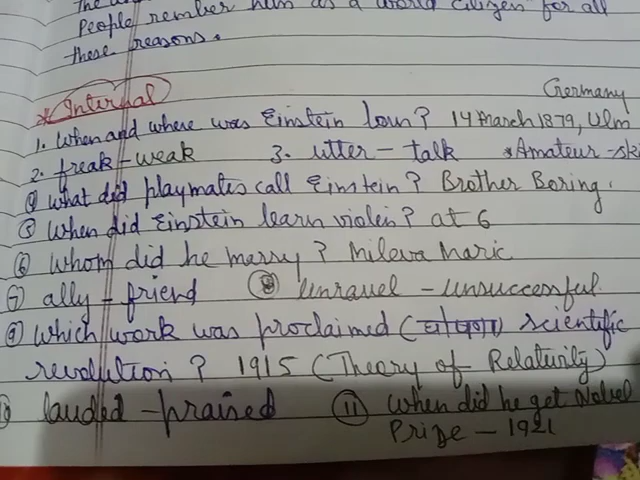 People rember him as a world citizen for all
these reasons.
*Internal
Germany
1. When and where was Einstein born? 14 March 1879, Ulm
2. freak - weak 3. utter - talk *Amateur - ski
④ What did playmates call Einstein? Brother Boring.
⑤ When did Einstein learn violin? at 6
⑥ Whom did he marry? Mileva Maric
⑦ ally - friend ⑧ Unravel - unsuccessful.
⑨ Which work was proclaimed (घोषणा) scientific
revolution? 1915 (Theory of Relativity)
lauded - praised ⑪ When did he get Nobel
Prize - 1921